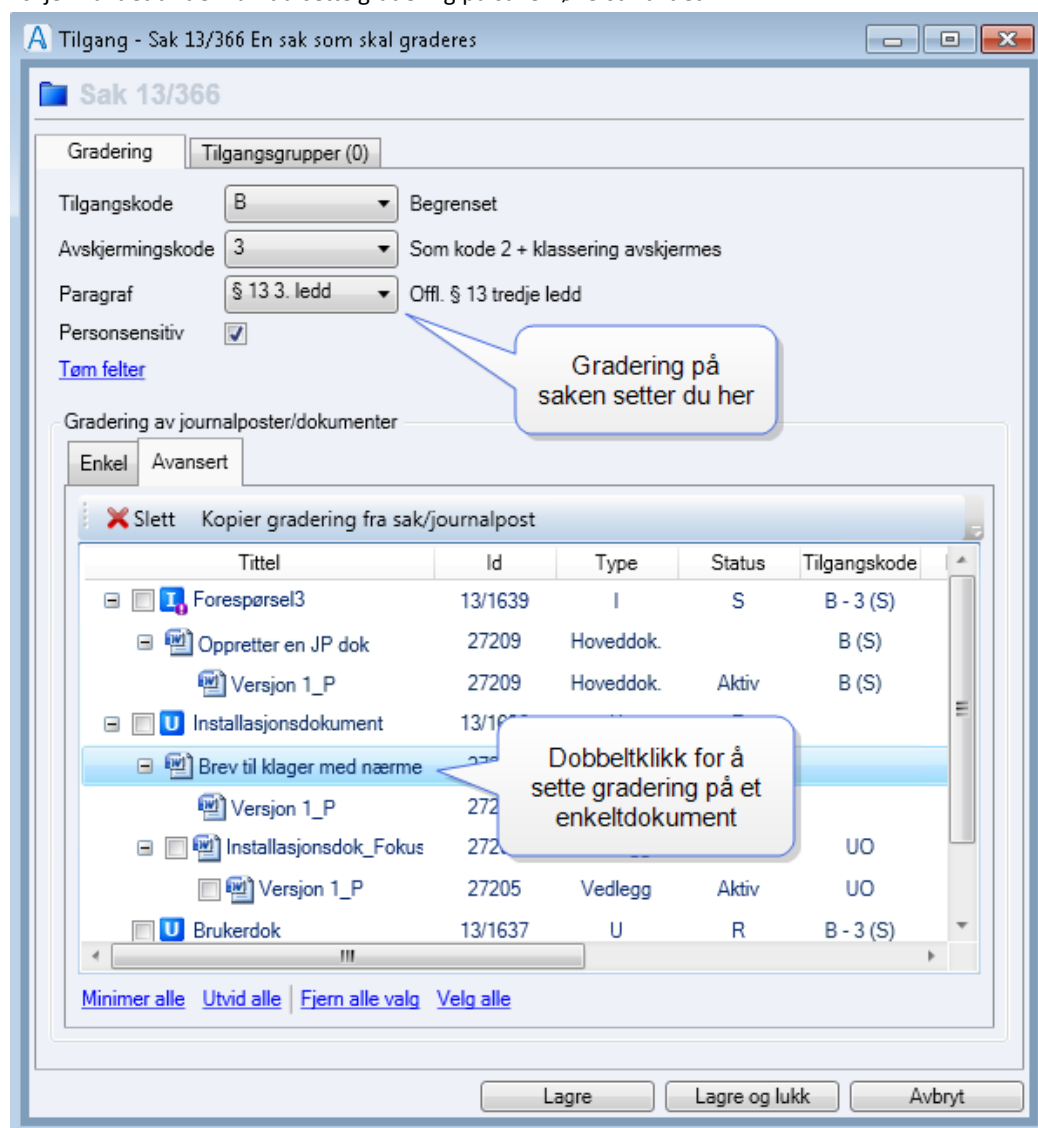 Tilgang - Sak 13/366 En sak som skal graderes
Sak 13/366
Gradering Tilgangsgrupper (0)
Tilgangskode B Begrenset
Avskjermingskode 3 Som kode 2 + klassering avskjermes
Paragraf § 13 3. ledd Offl. § 13 tredje ledd
Personsensitiv
Tøm felter
Gradering på
saken setter du her
Gradering av journalposter/dokumenter
Enkel Avansert
Slett Kopier gradering fra sak/journalpost
Tittel Id Type Status Tilgangskode
Forespørsel3 13/1639 I S B - 3 (S)
Oppretter en JP dok 27209 Hoveddok. B (S)
Versjon 1_P 27209 Hoveddok. Aktiv B (S)
U Installasjonsdokument
Brev til klager med nærme
Dobbeltklikk for å
sette gradering på et
enkeltdokument
Versjon 1_P
Installasjonsdok_Fokus UO
Versjon 1_P 27205 Vedlegg Aktiv UO
U Brukerdok 13/1637 U R B - 3 (S)
Minimer alle Utvid alle Fjern alle valg Velg alle
Lagre Lagre og lukk Avbryt